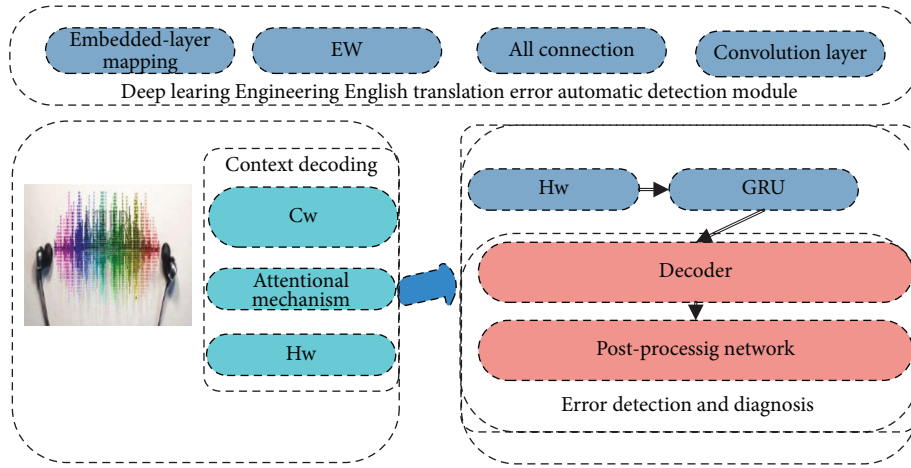 Embedded-layer
mapping
EW
All connection
Convolution layer
Deep learing Engineering English translation error automatic detection module
Context decoding
Cw
Attentional
mechanism
Hw
Hw
GRU
Decoder
Post-processig network
Error detection and diagnosis